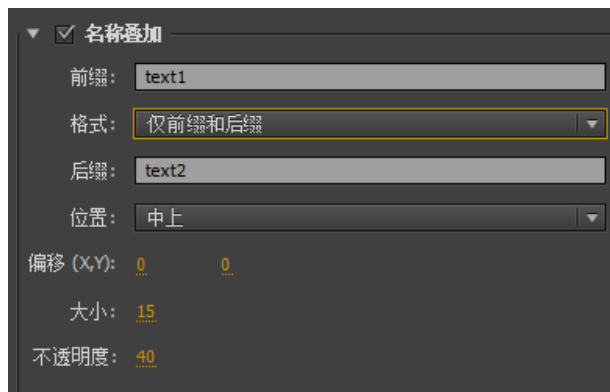 名称叠加
前缀: text1
格式: 仅前缀和后缀
后缀: text2
位置: 中上
偏移 (X,Y): 0 0
大小: 15
不透明度: 40